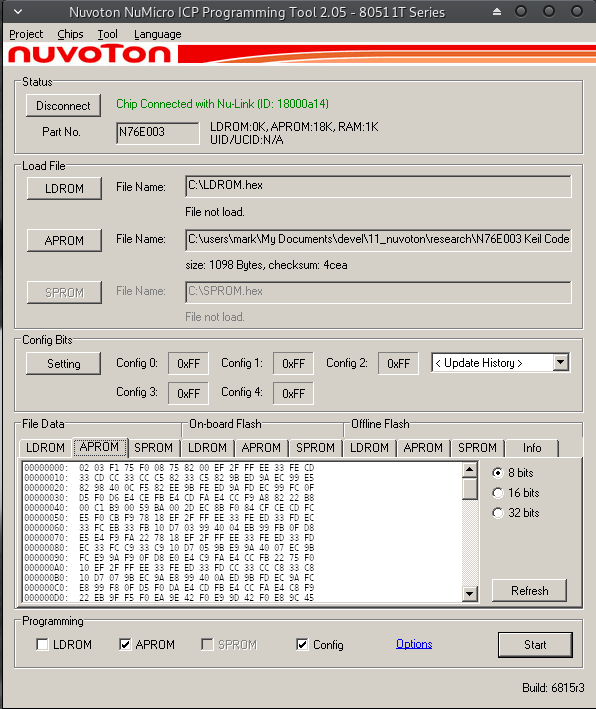 Nuvoton NuMicro ICP Programming Tool 2.05 - 8051 1T Series
Project Chips Tool Language
nuvoTon
Status
Disconnect Chip Connected with Nu-Link (ID: 18000a14)
Part No. N76E003 LDROM:0K, APROM:18K, RAM:1K
UID/UCID:N/A
Load File
LDROM File Name: C:\LDROM.hex
File not load.
APROM File Name: C:\users\mark\My Documents\devel\11_nuvoton\research\N76E003 Keil Code
size: 1098 Bytes, checksum: 4cea
SPROM File Name: C:\SPROM.hex
File not load.
Config Bits
Setting Config 0: 0xFF Config 1: 0xFF Config 2: 0xFF < Update History >
Config 3: 0xFF Config 4: 0xFF
File Data On-board Flash Offline Flash
LDROM APROM SPROM LDROM APROM SPROM LDROM APROM SPROM Info
00000000: 02 03 F1 75 F0 08 75 82 00 EF 2F FF EE 33 FE CD
00000010: 33 CD CC 33 CC C5 82 33 C5 82 9B ED 9A EC 99 E5
00000020: 82 98 40 0C F5 82 EE 9B FE ED 9A FD EC 99 FC 0F
00000030: D5 F0 D6 E4 CE FB E4 CD FA E4 CC F9 A8 82 22 B8
00000040: 00 C1 B9 00 59 BA 00 2D EC 8B F0 84 CF CE CD FC
00000050: E5 F0 CB F9 78 18 EF 2F FF EE 33 FE ED 33 FD EC
00000060: 33 FC EB 33 FB 10 D7 03 99 40 04 EB 99 FB 0F D8
00000070: E5 E4 F9 FA 22 78 18 EF 2F FF EE 33 FE ED 33 FD
00000080: EC 33 FC C9 33 C9 10 D7 05 9B E9 9A 40 07 EC 9B
00000090: FC E9 9A F9 0F D8 E0 E4 C9 FA E4 CC FB 22 75 F0
000000A0: 10 EF 2F FF EE 33 FE ED 33 FD CC 33 CC C8 33 C8
000000B0: 10 D7 07 9B EC 9A E8 99 40 0A ED 9B FD EC 9A FC
000000C0: E8 99 F8 0F D5 F0 DA E4 CD FB E4 CC FA E4 C8 F9
000000D0: 22 EB 9F F5 F0 EA 9E 42 F0 E9 9D 42 F0 E8 9C 45
8 bits
16 bits
32 bits
Refresh
Programming
LDROM APROM SPROM Config Options Start
Build: 6815r3